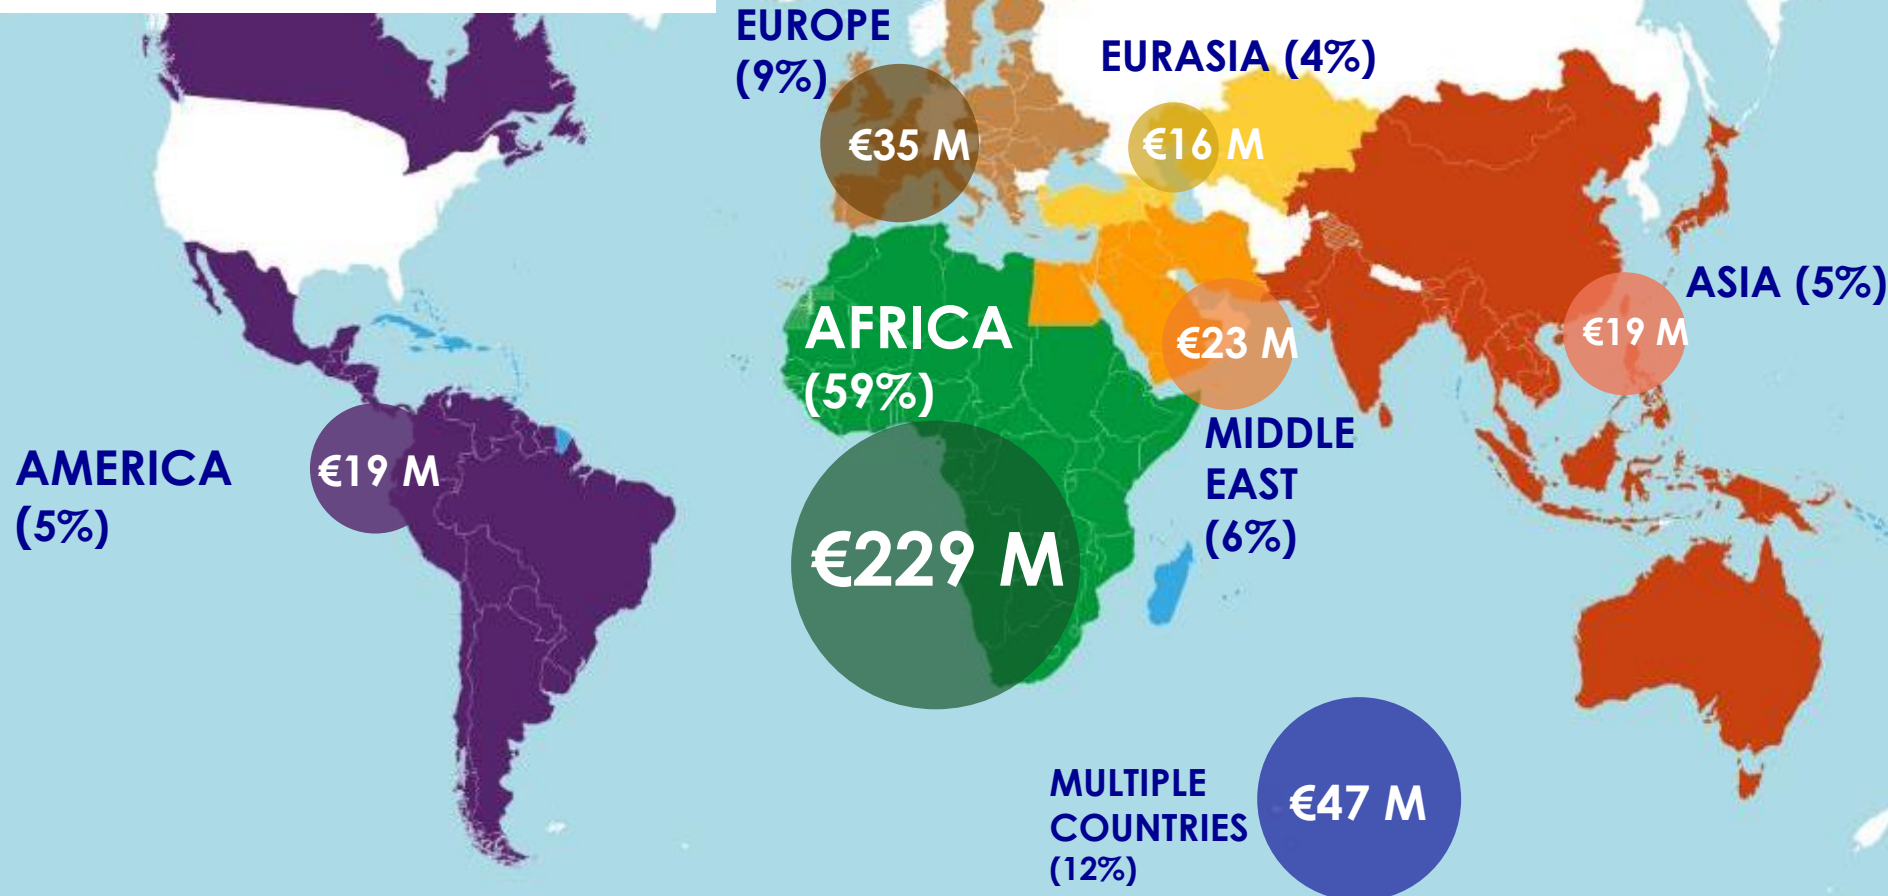 EUROPE
(9%)
€35 M
EURASIA (4%)
€16 M
ASIA (5%)
€19 M
AFRICA
(59%)
€229 M
€23 M
MIDDLE
EAST
(6%)
AMERICA
(5%)
€19 M
MULTIPLE
COUNTRIES
(12%)
€47 M